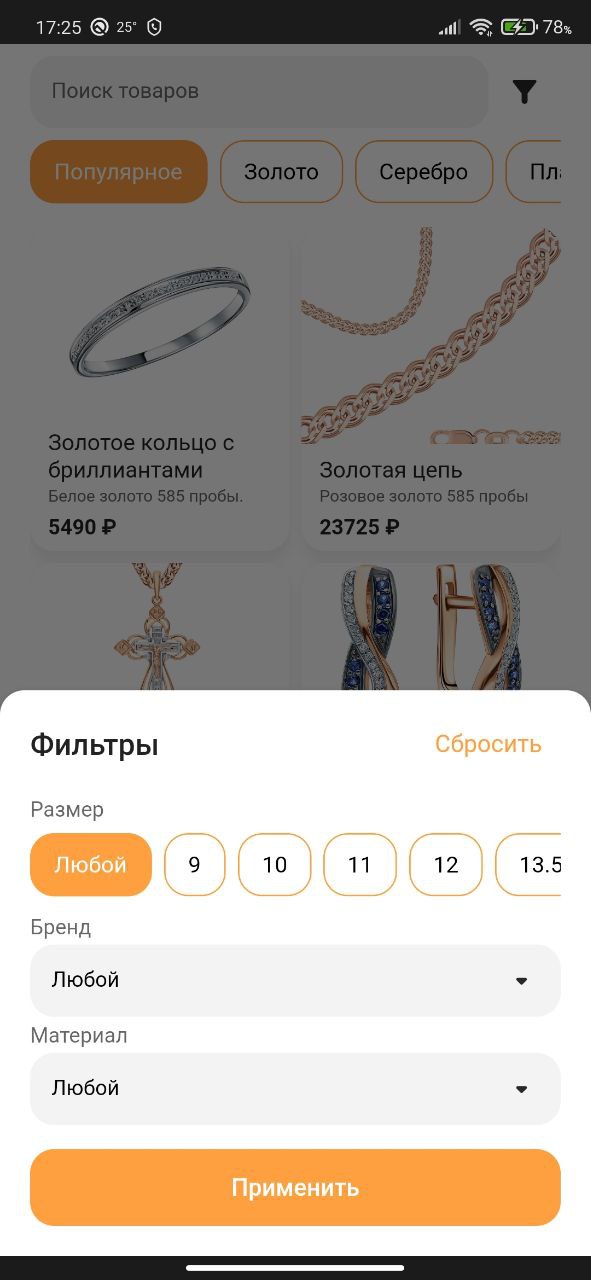 17:25 25° 78%
Поиск товаров
Популярное Золото Серебро
Золотое кольцо с
бриллиантами
Белое золото 585 пробы.
5490 ₽
Золотая цепь
Розовое золото 585 пробы
23725 ₽
Фильтры Сбросить
Размер
Любой 9 10 11 12 13.5
Бренд
Любой
Материал
Любой
Применить